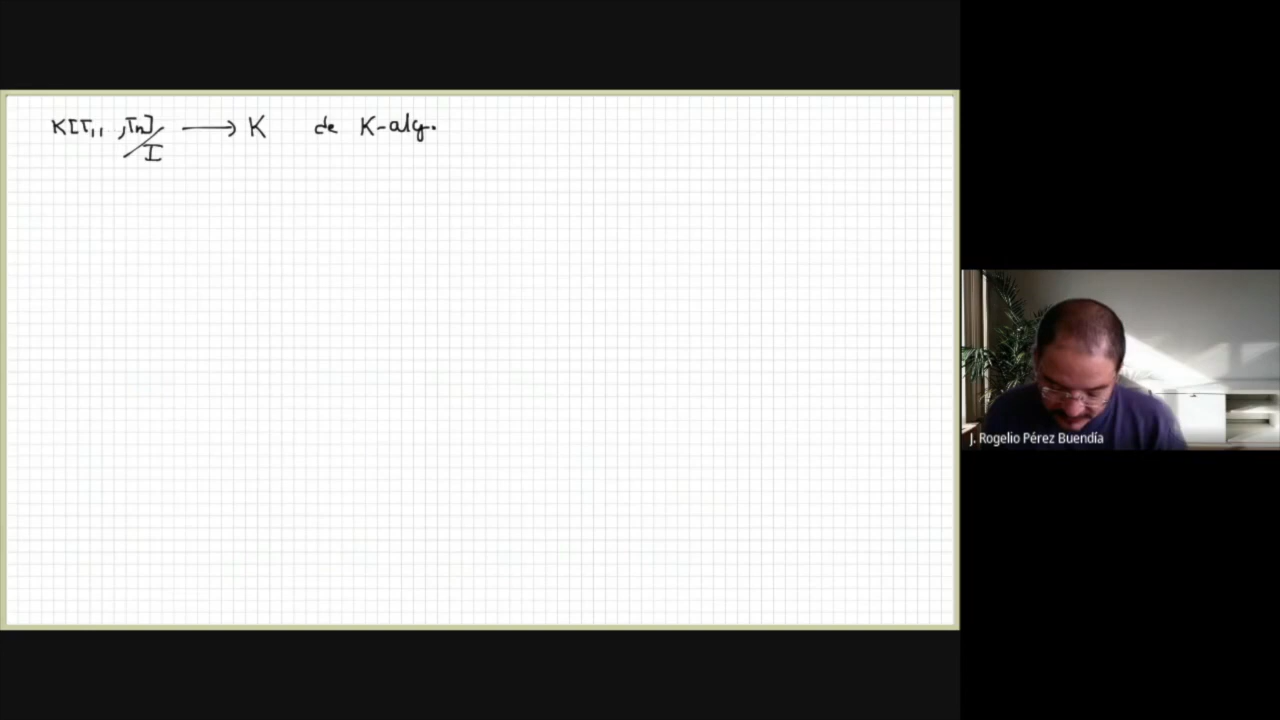 K[T₁, ,Tn]/I ⟶ K de K-alg.
J. Rogelio Pérez Buendía